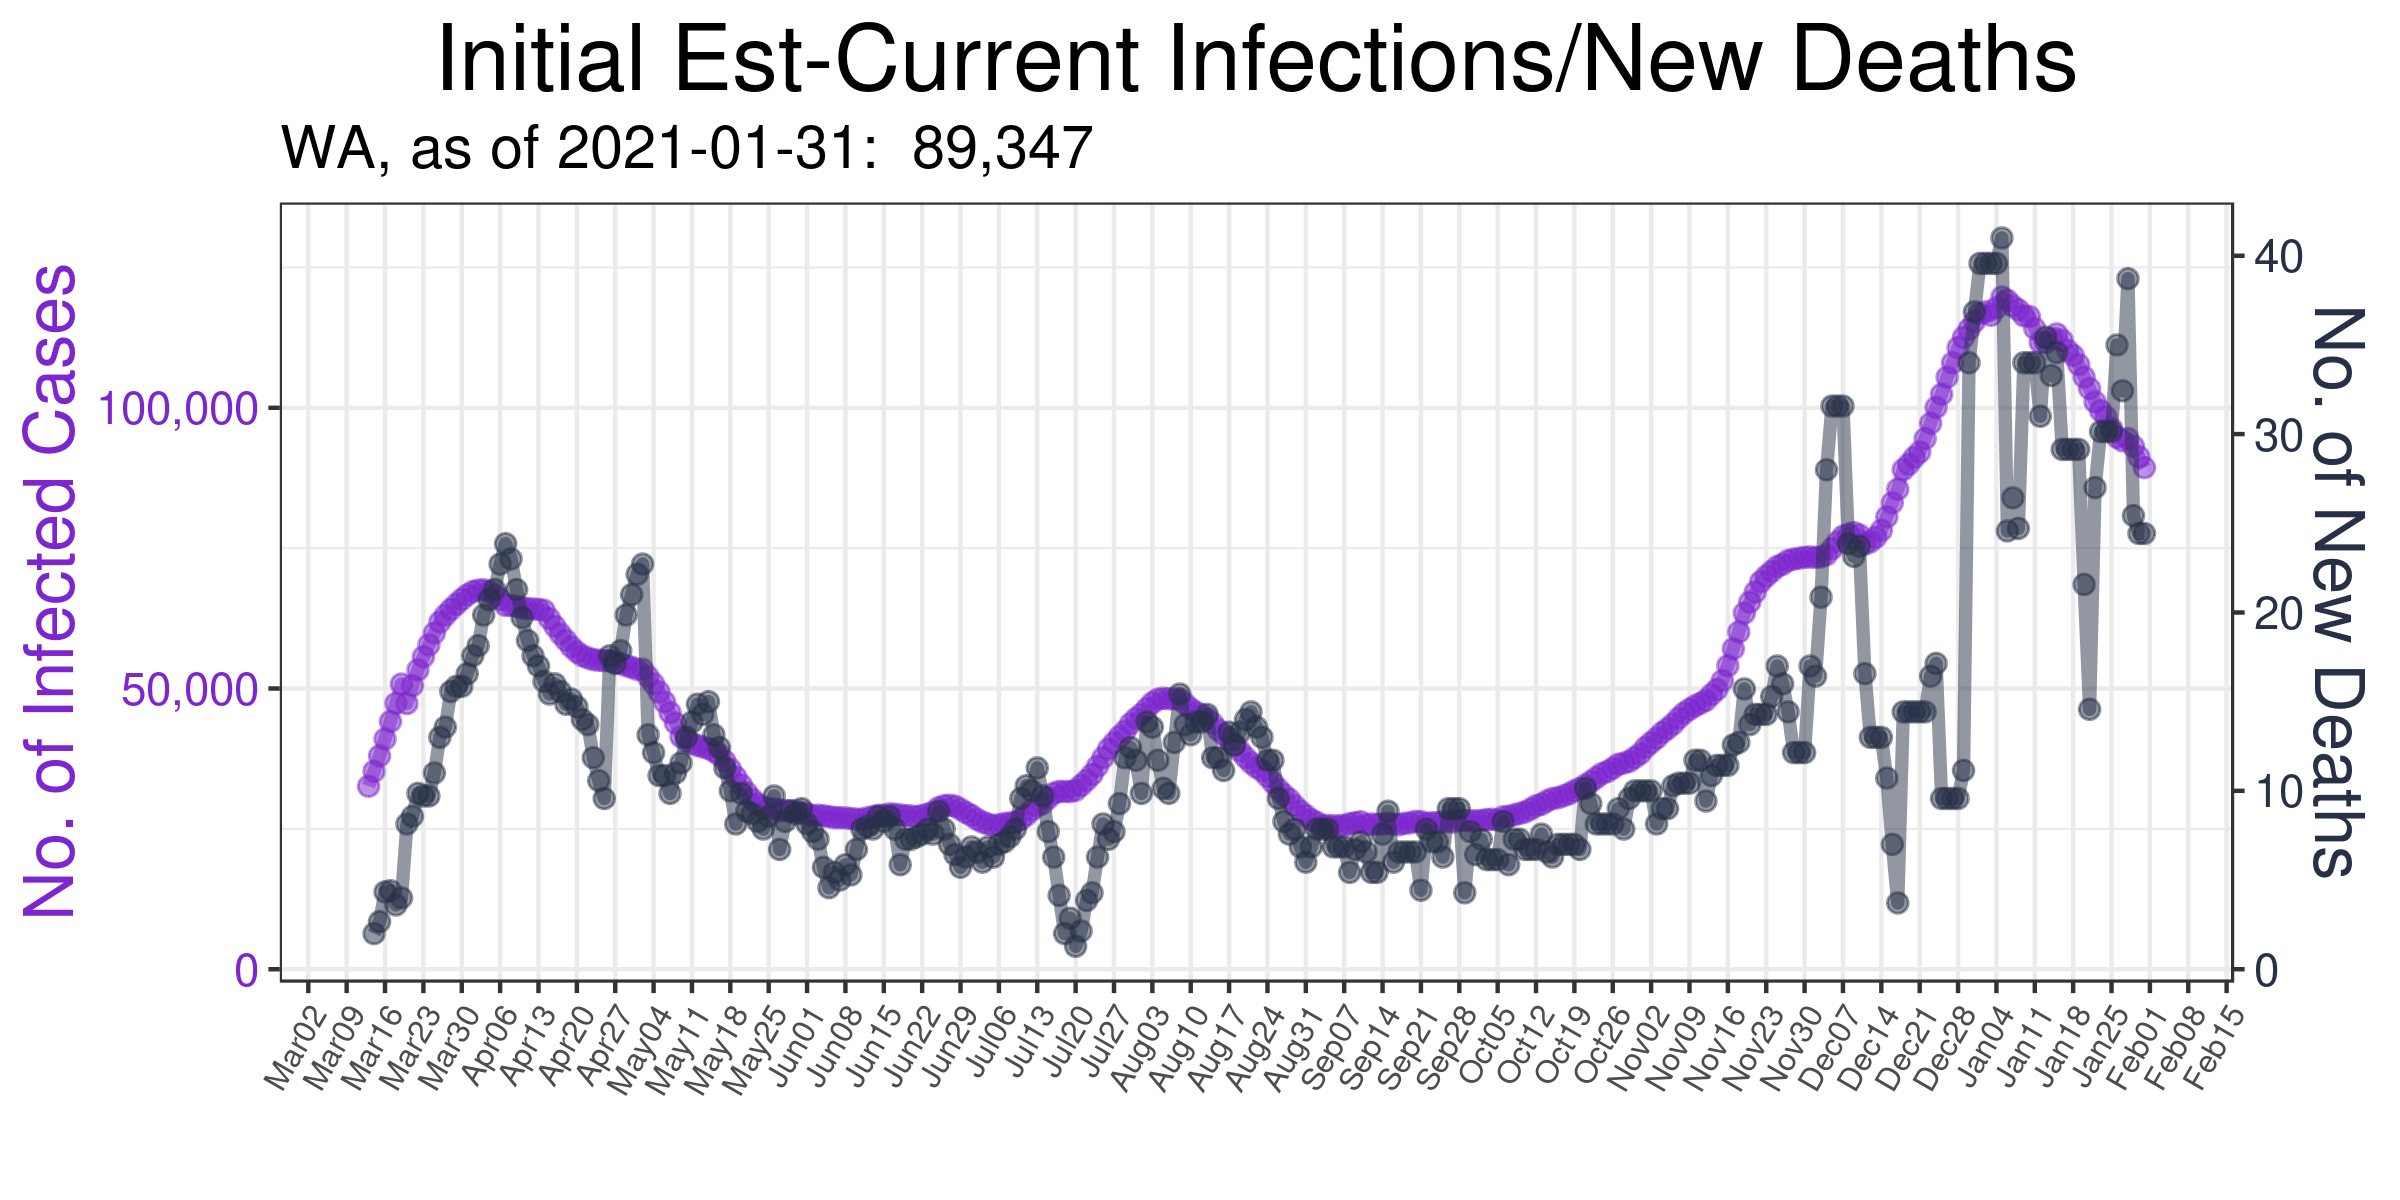 Initial Est-Current Infections/New Deaths
WA, as of 2021-01-31:  89,347
No. of Infected Cases
100,000
50,000
0
40
30
20
10
0
No. of New Deaths
Mar02
Mar09
Mar16
Mar23
Mar30
Apr06
Apr13
Apr20
Apr27
May04
May11
May18
May25
Jun01
Jun08
Jun15
Jun22
Jun29
Jul06
Jul13
Jul20
Jul27
Aug03
Aug10
Aug17
Aug24
Aug31
Sep07
Sep14
Sep21
Sep28
Oct05
Oct12
Oct19
Oct26
Nov02
Nov09
Nov16
Nov23
Nov30
Nov07
Dec07
Dec14
Dec21
Dec28
Jan04
Jan11
Jan18
Jan25
Feb01
Feb08
Feb15